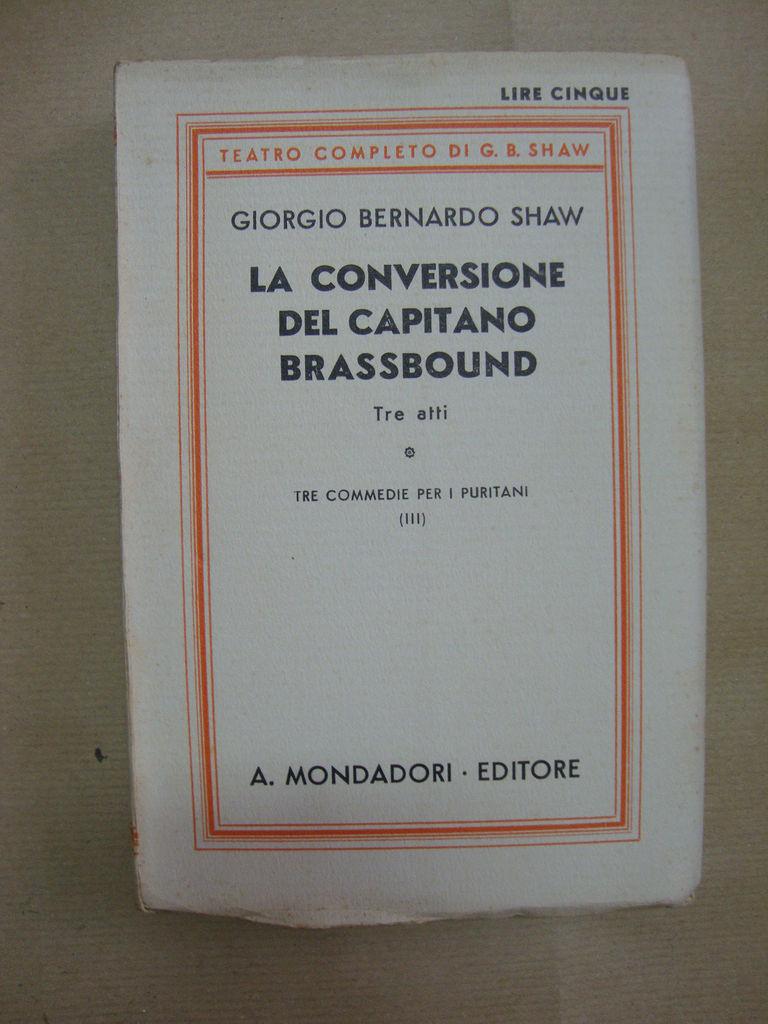 LIRE CINQUE
TEATRO COMPLETO DI G. B. SHAW
GIORGIO BERNARDO SHAW
LA CONVERSIONE
DEL CAPITANO
BRASSBOUND
Tre atti
TRE COMMEDIE PER I PURITANI
(III)
A. MONDADORI · EDITORE